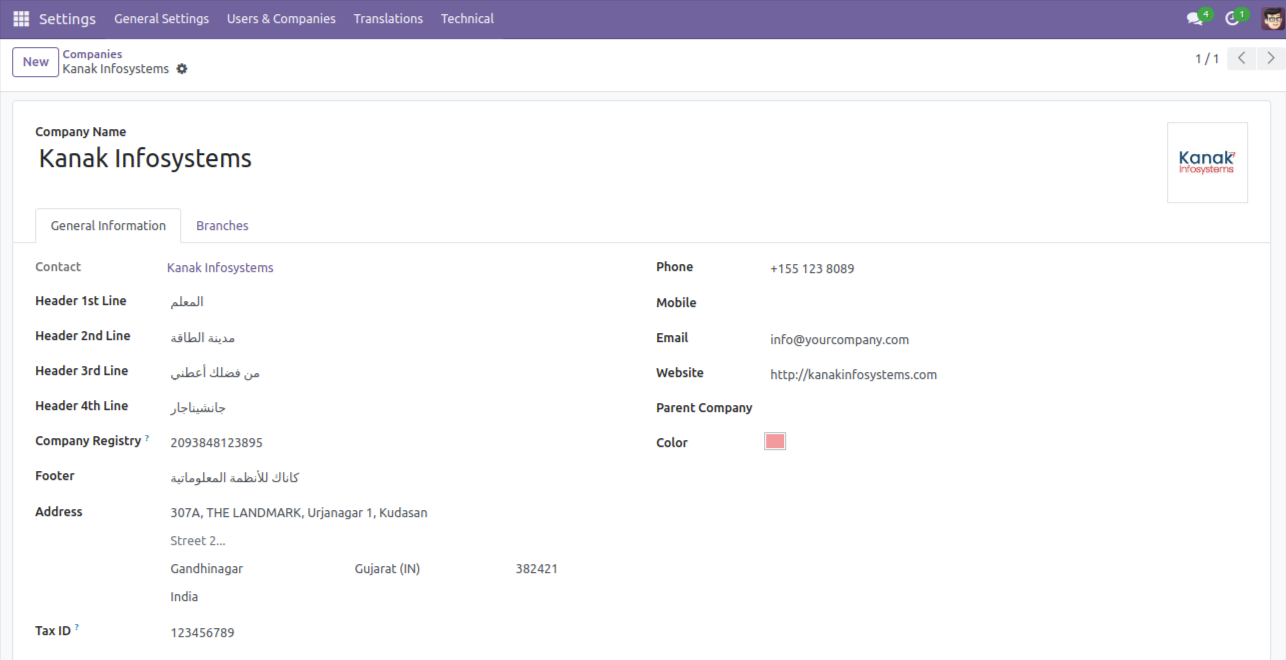 Settings General Settings Users & Companies Translations Technical 4 1
New Companies 1 / 1
Kanak Infosystems
Company Name
Kanak Infosystems
Kanak
Infosystems
General Information Branches
Contact Kanak Infosystems Phone +155 123 8089
Header 1st Line المعلم Mobile
Header 2nd Line مدينة الطاقة Email info@yourcompany.com
Header 3rd Line من فضلك أعطني Website http://kanakinfosystems.com
Header 4th Line جانشيناجار Parent Company
Company Registry ? 2093848123895 Color
Footer كاناك للأنظمة المعلوماتية
Address 307A, THE LANDMARK, Urjanagar 1, Kudasan
Street 2...
Gandhinagar Gujarat (IN) 382421
India
Tax ID ? 123456789